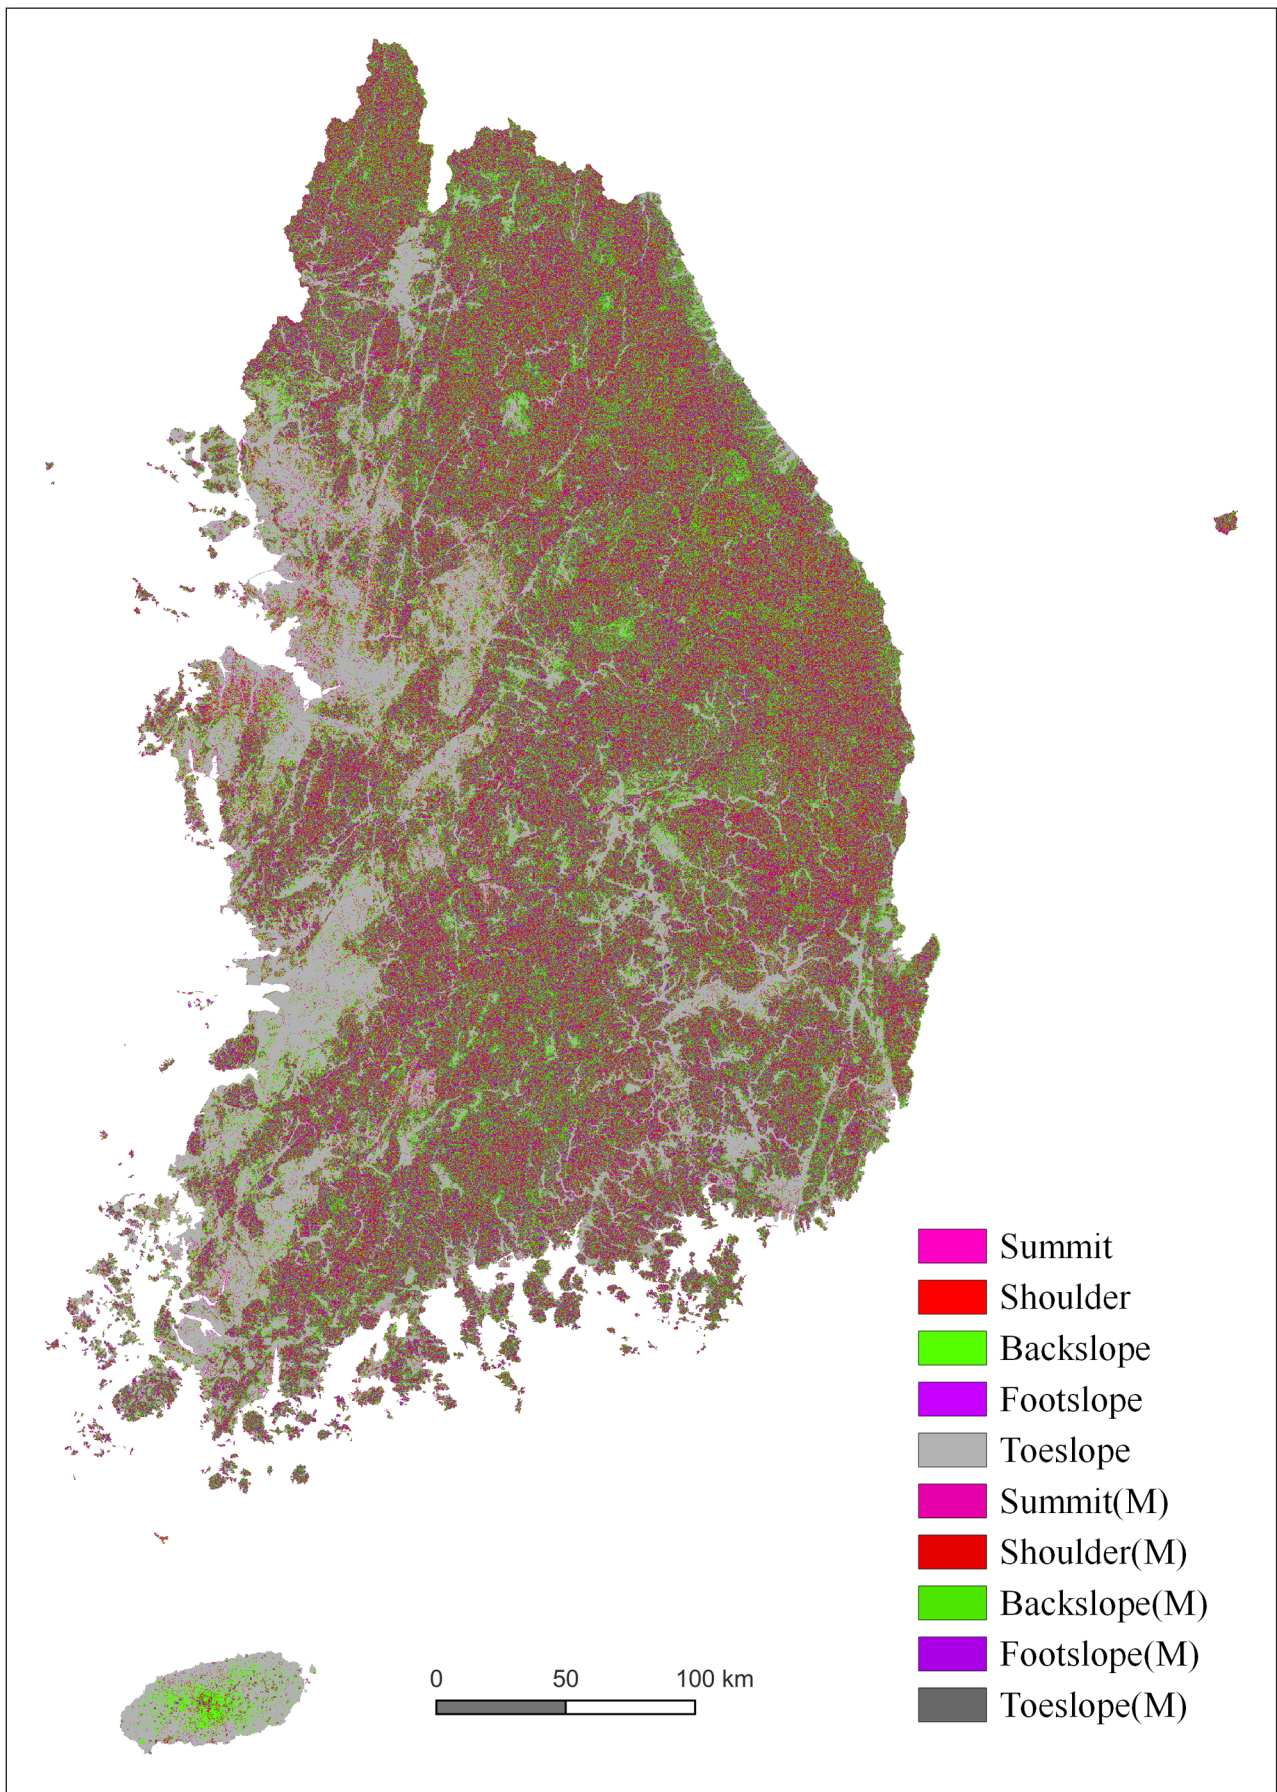 Summit
Shoulder
Backslope
Footslope
Toeslope
Summit(M)
Shoulder(M)
Backslope(M)
Footslope(M)
Toeslope(M)
0 50 100 km